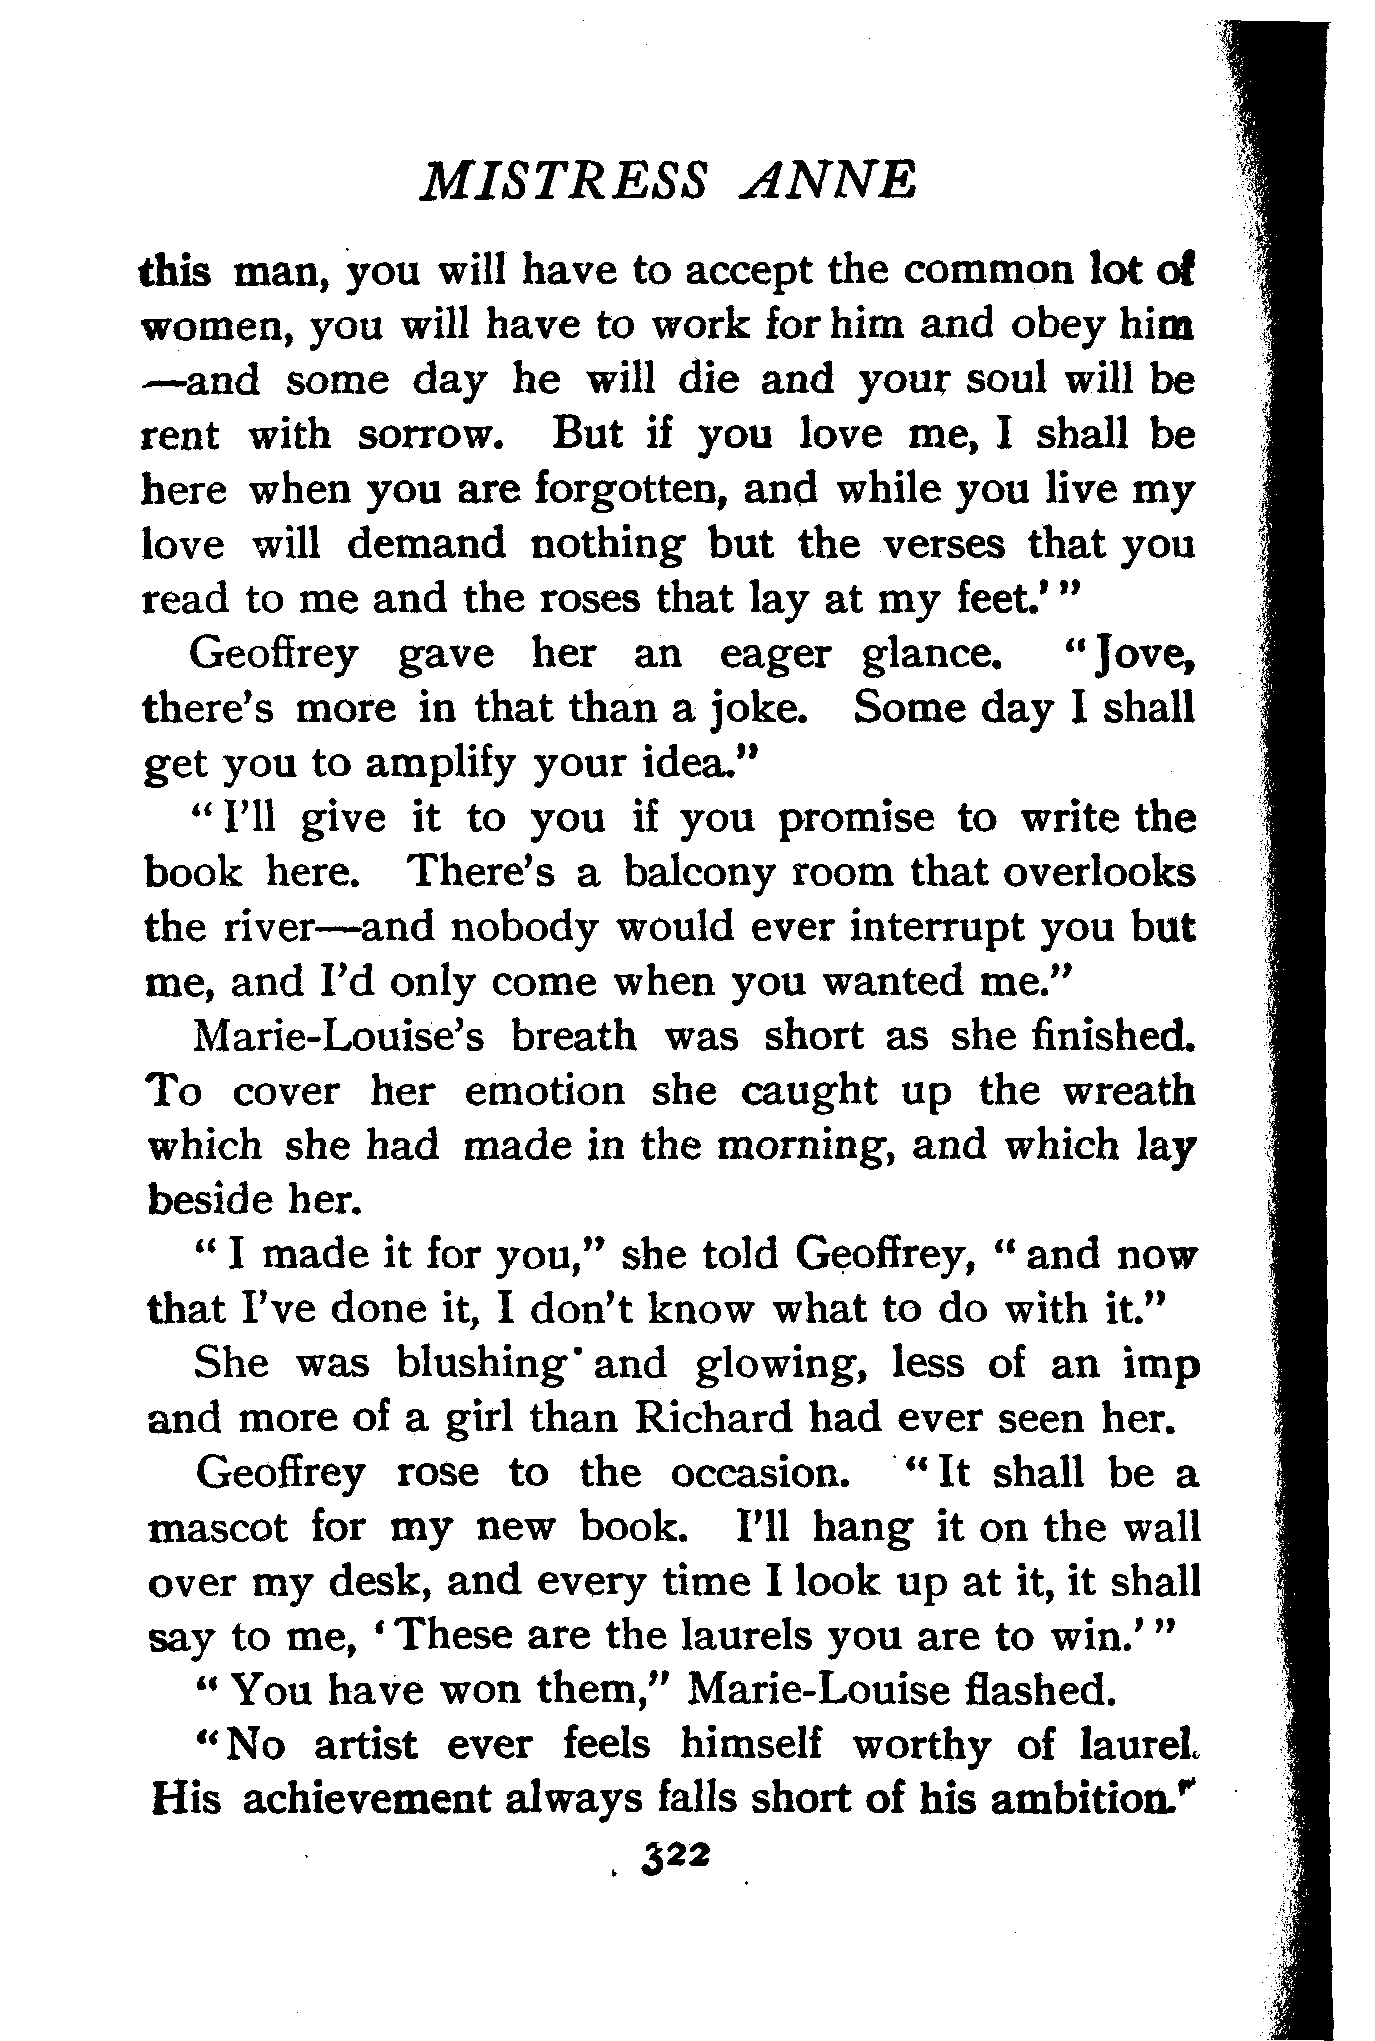 MISTRESS ANNE
this man, you will have to accept the common lot of
women, you will have to work for him and obey him
—and some day he will die and your soul will be
rent with sorrow. But if you love me, I shall be
here when you are forgotten, and while you live my
love will demand nothing but the verses that you
read to me and the roses that lay at my feet.' "
Geoffrey gave her an eager glance. "Jove,
there's more in that than a joke. Some day I shall
get you to amplify your idea."
"I'll give it to you if you promise to write the
book here. There's a balcony room that overlooks
the river—and nobody would ever interrupt you but
me, and I'd only come when you wanted me."
Marie-Louise's breath was short as she finished.
To cover her emotion she caught up the wreath
which she had made in the morning, and which lay
beside her.
"I made it for you," she told Geoffrey, "and now
that I've done it, I don't know what to do with it."
She was blushing and glowing, less of an imp
and more of a girl than Richard had ever seen her.
Geoffrey rose to the occasion. "It shall be a
mascot for my new book. I'll hang it on the wall
over my desk, and every time I look up at it, it shall
say to me, 'These are the laurels you are to win.' "
"You have won them," Marie-Louise flashed.
"No artist ever feels himself worthy of laurel.
His achievement always falls short of his ambition."
322